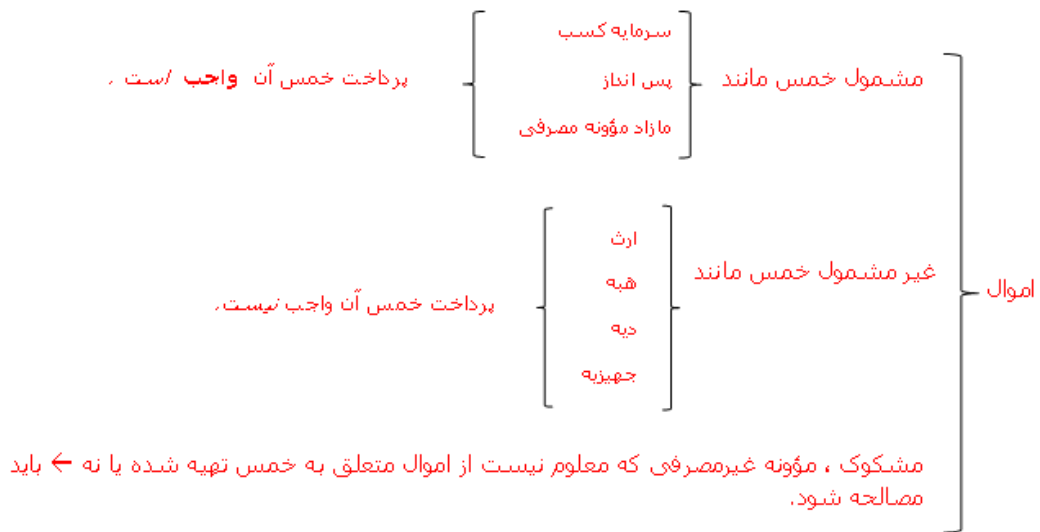 اموال
مشمول خمس مانند
سرمایه کسب
پس انداز
مازاد مؤونه مصرفی
پرداخت خمس آن واجب است .
غیر مشمول خمس مانند
ارث
هبه
دیه
جهیزیه
پرداخت خمس آن واجب نیست.
مشکوک ، مؤونه غیرمصرفی که معلوم نیست از اموال متعلق به خمس تهیه شده یا نه ← باید
مصالحه شود.